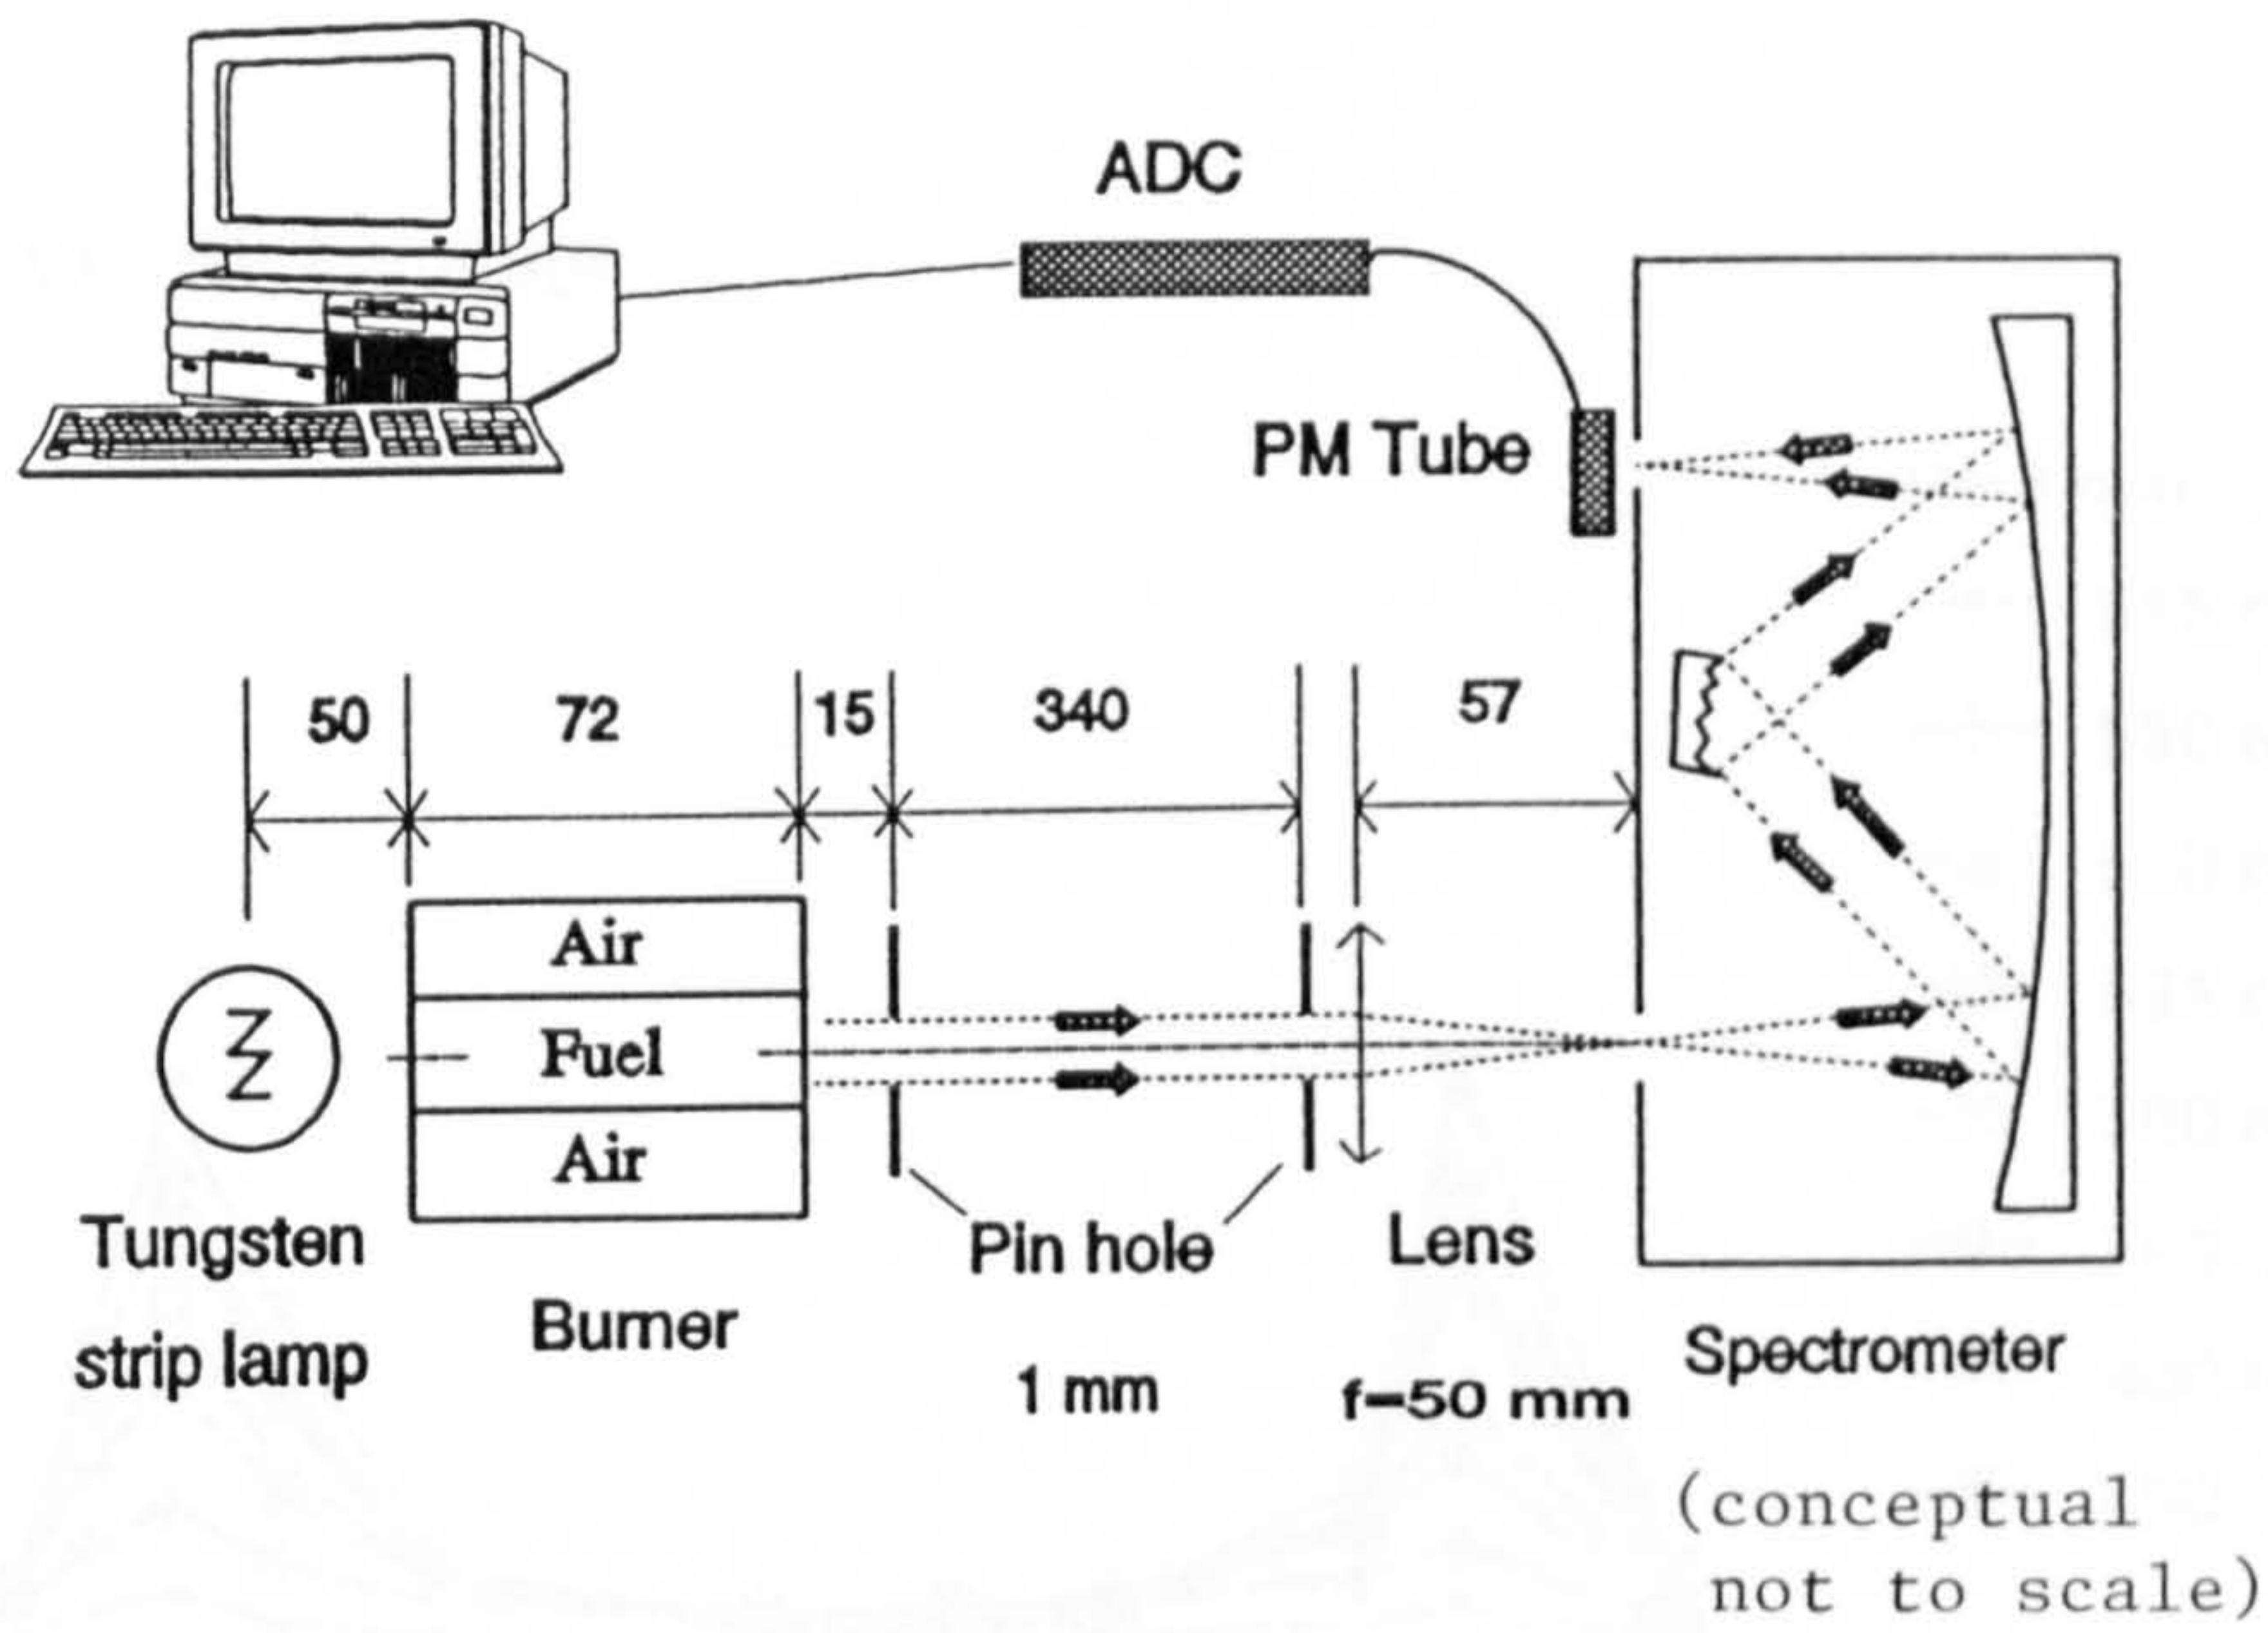 ADC
PM Tube
50
72
15
340
57
Air
Fuel
Air
Tungsten
strip lamp
Burner
Pin hole
1 mm
Lens
f=50 mm
Spectrometer
(conceptual
not to scale)